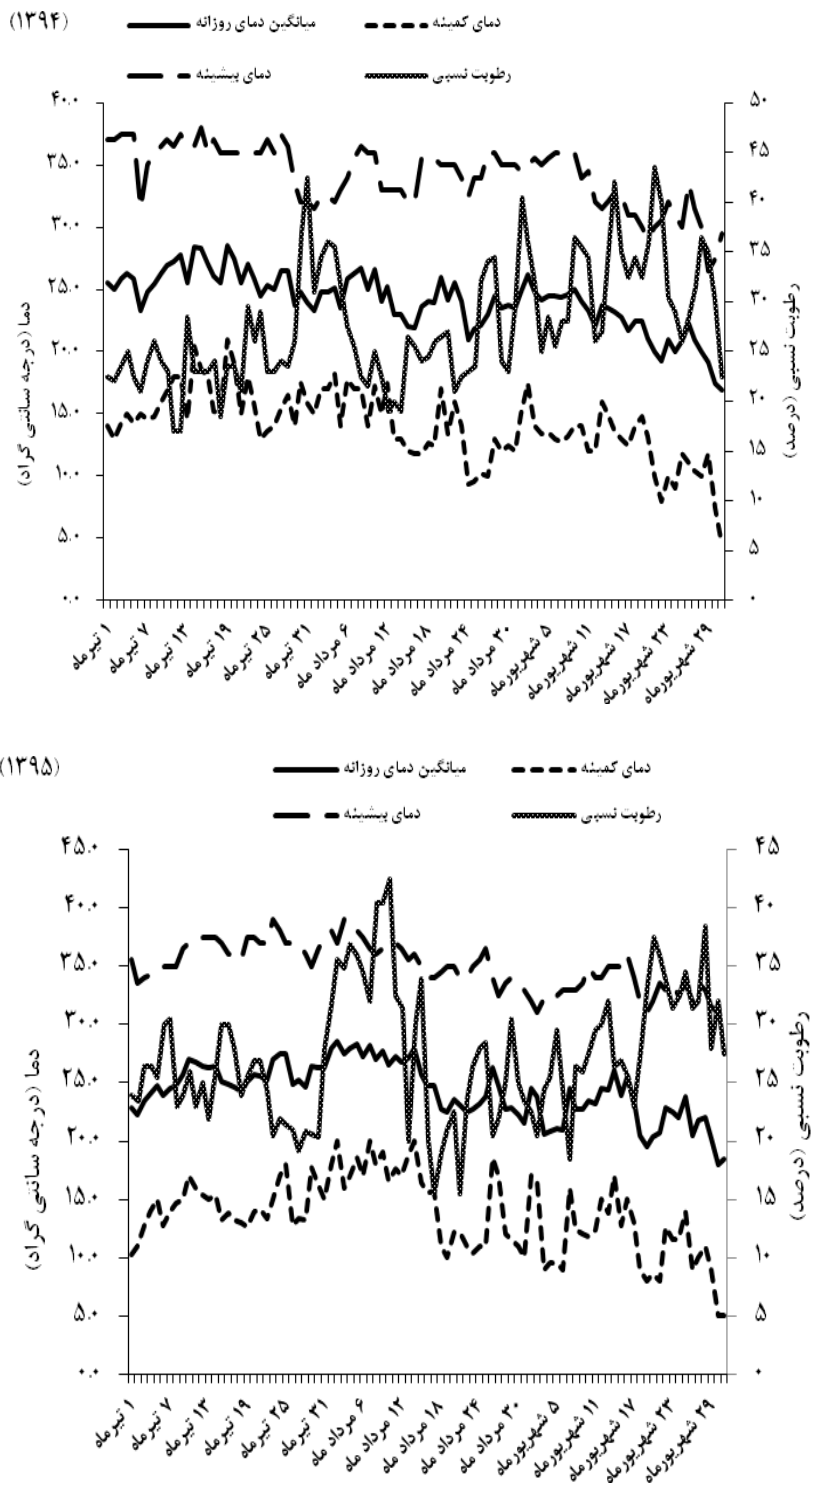 (۱۳۹۴)
میانگین دمای روزانه
دمای کمینه
دمای بیشینه
رطوبت نسبی
دما (درجه سانتی گراد)
۴۰.۰
۳۵.۰
۳۰.۰
۲۵.۰
۲۰.۰
۱۵.۰
۱۰.۰
۵.۰
۰.۰
رطوبت نسبی (درصد)
۵۰
۴۵
۴۰
۳۵
۳۰
۲۵
۲۰
۱۵
۱۰
۵
۰
۱ تیرماه
۷ تیرماه
۱۳ تیرماه
۱۹ تیرماه
۲۵ تیرماه
۳۱ تیرماه
۶ مرداد ماه
۱۲ مرداد ماه
۱۸ مرداد ماه
۲۴ مرداد ماه
۳۰ مرداد ماه
۵ شهریورماه
۱۱ شهریورماه
۱۷ شهریورماه
۲۳ شهریورماه
۲۹ شهریورماه
(۱۳۹۵)
میانگین دمای روزانه
دمای کمینه
دمای بیشینه
رطوبت نسبی
دما (درجه سانتی گراد)
۴۵.۰
۴۰.۰
۳۵.۰
۳۰.۰
۲۵.۰
۲۰.۰
۱۵.۰
۱۰.۰
۵.۰
۰.۰
رطوبت نسبی (درصد)
۴۵
۴۰
۳۵
۳۰
۲۵
۲۰
۱۵
۱۰
۵
۰
۱ تیرماه
۷ تیرماه
۱۳ تیرماه
۱۹ تیرماه
۲۵ تیرماه
۳۱ تیرماه
۶ مرداد ماه
۱۲ مرداد ماه
۱۸ مرداد ماه
۲۴ مرداد ماه
۳۰ مرداد ماه
۵ شهریورماه
۱۱ شهریورماه
۱۷ شهریورماه
۲۳ شهریورماه
۲۹ شهریورماه